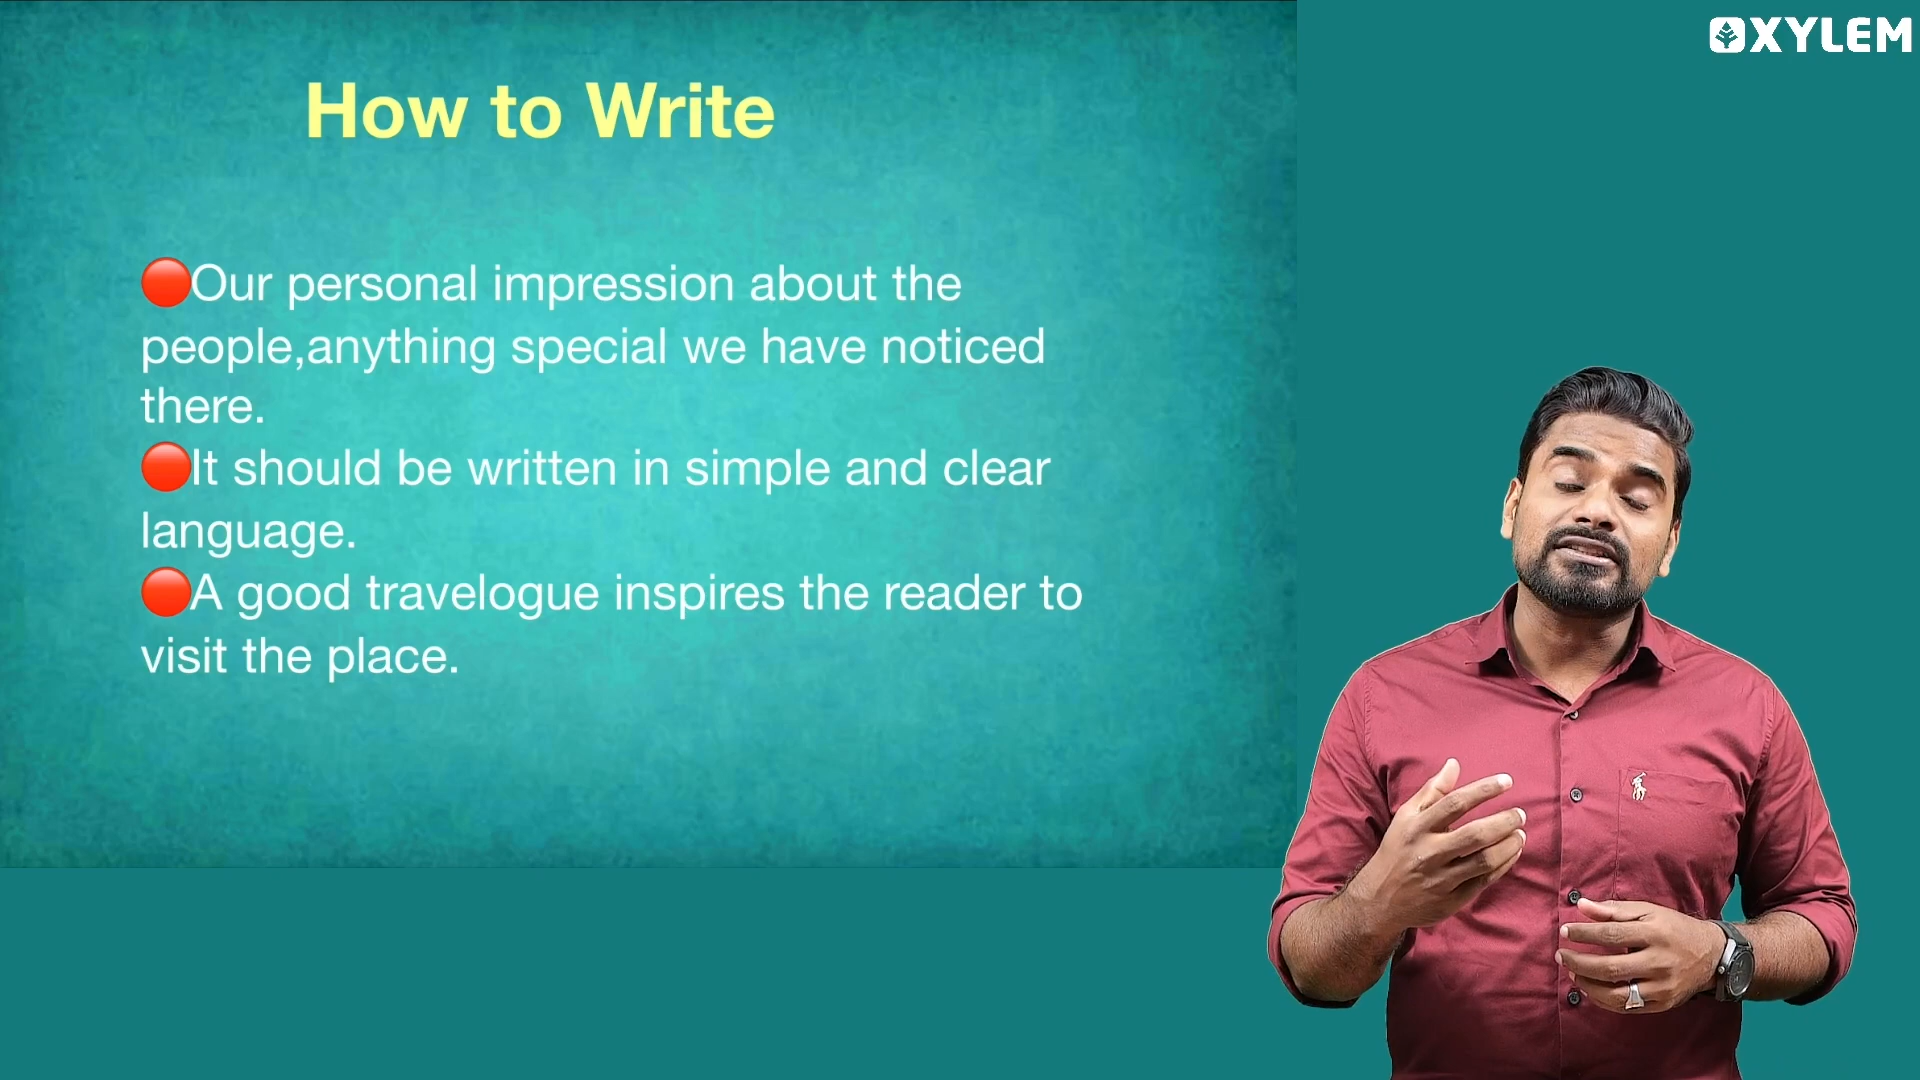 XYLEM
How to Write
🔴Our personal impression about the
people,anything special we have noticed
there.
🔴It should be written in simple and clear
language.
🔴A good travelogue inspires the reader to
visit the place.